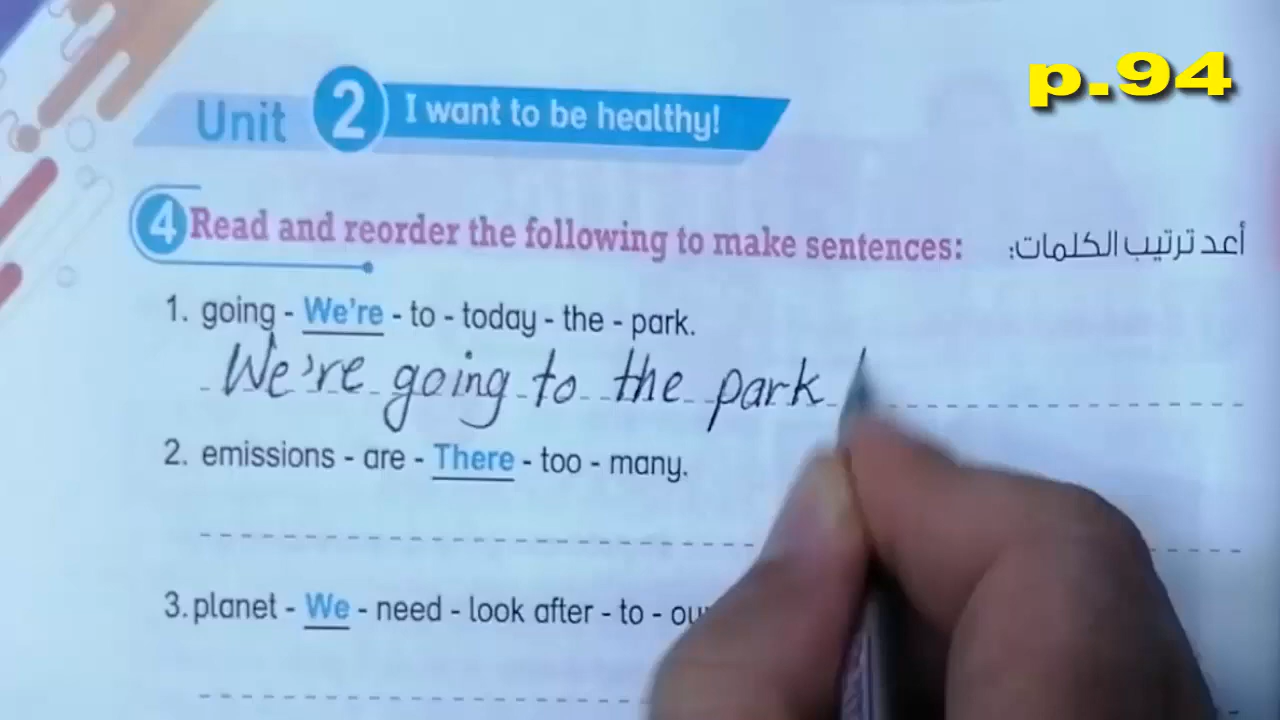 p.94
Unit 2 I want to be healthy!
4 Read and reorder the following to make sentences: أعد ترتيب الكلمات:
1. going - We're - to - today - the - park.
We're going to the park
2. emissions - are - There - too - many.
3. planet - We - need - look after - to -